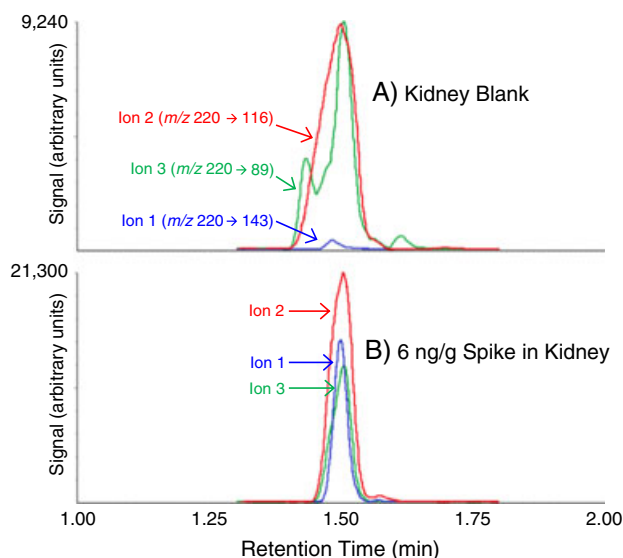 9,240
Signal (arbitrary units)
A) Kidney Blank
Ion 2 (m/z 220 → 116)
Ion 3 (m/z 220 → 89)
Ion 1 (m/z 220 → 143)
21,300
Signal (arbitrary units)
Ion 2
B) 6 ng/g Spike in Kidney
Ion 1
Ion 3
1.00 1.25 1.50 1.75 2.00
Retention Time (min)